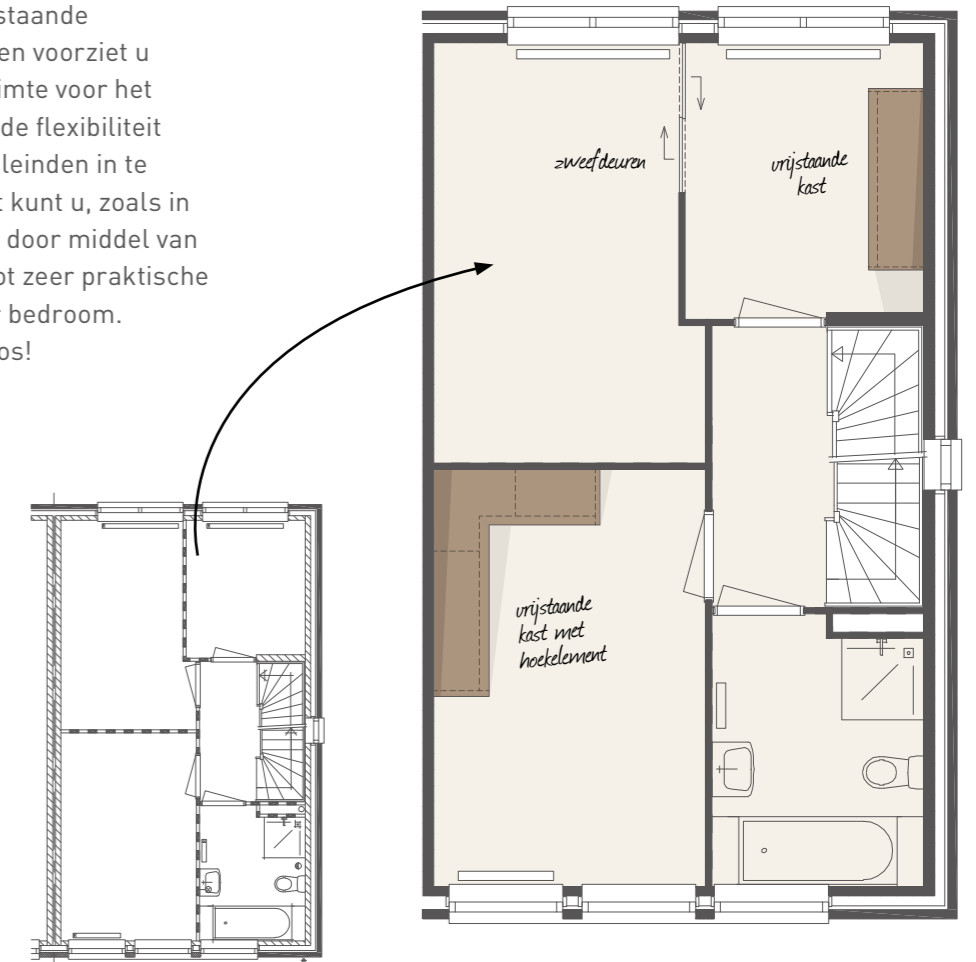 staande
en voorziet u
imte voor het
de flexibiliteit
leinden in te
t kunt u, zoals in
door middel van
ot zeer praktische
r bedroom.
os!
zweefdeuren
vrijstaande
kast
vrijstaande
kast met
hoekelement